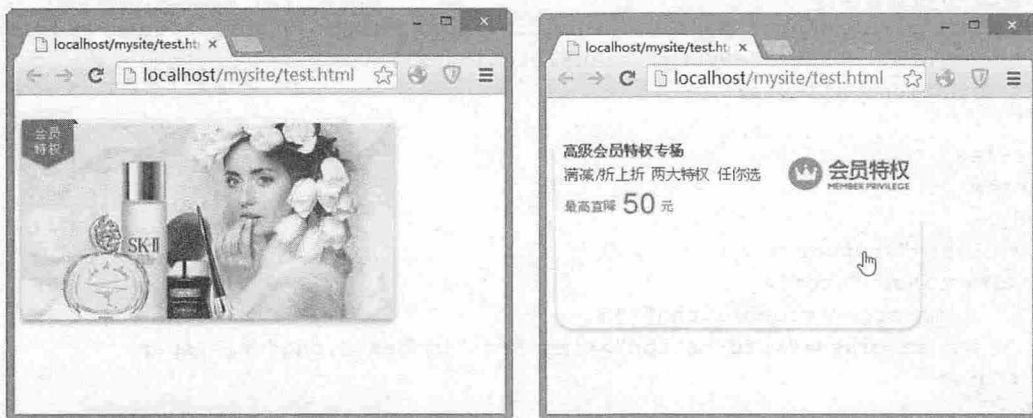 localhost/mysite/test.ht
localhost/mysite/test.html
会员
特权
SK-II
localhost/mysite/test.ht
localhost/mysite/test.html
高级会员特权专场
满减/折上折 两大特权 任你选
最高直降 50 元
会员特权
MEMBER PRIVILEGE